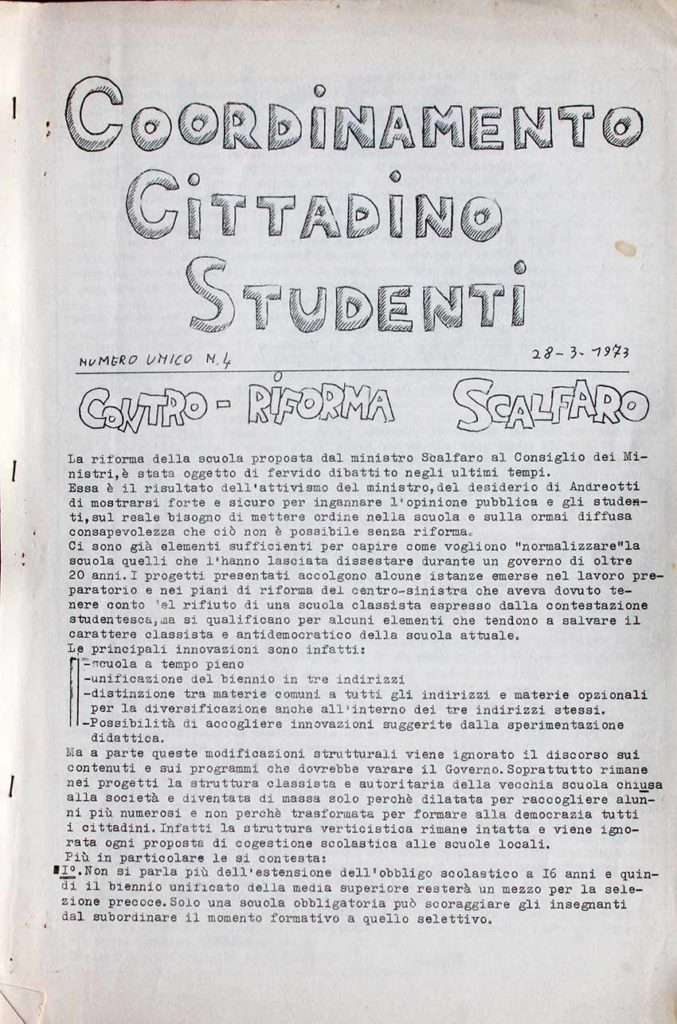 COORDINAMENTO
CITTADINO
STUDENTI
NUMERO UNICO N.4 28-3-1973
CONTRO-RIFORMA SCALFARO
La riforma della scuola proposta dal ministro Scalfaro al Consiglio dei Mi-
nistri,è stata oggetto di fervido dibattito negli ultimi tempi.
Essa è il risultato dell'attivismo del ministro,del desiderio di Andreotti
di mostrarsi forte e sicuro per ingannare l'opinione pubblica e gli studen-
ti,sul reale bisogno di mettere ordine nella scuola e sulla ormai diffusa
consapevolezza che ciò non è possibile senza riforma.
Ci sono già elementi sufficienti per capire come vogliono "normalizzare"la
scuola quelli che l'hanno lasciata dissestare durante un governo di oltre
20 anni.I progetti presentati accolgono alcune istanze emerse nel lavoro pre-
paratorio e nei piani di riforma del centro-sinistra che aveva dovuto te-
nere conto 'el rifiuto di una scuola classista espresso dalla contestazione
studentesca,ma si qualificano per alcuni elementi che tendono a salvare il
carattere classista e antidemocratico della scuola attuale.
Le principali innovazioni sono infatti:
-scuola a tempo pieno
-unificazione del biennio in tre indirizzi
-distinzione tra materie comuni a tutti gli indirizzi e materie opzionali
per la diversificazione anche all'interno dei tre indirizzi stessi.
-Possibilità di accogliere innovazioni suggerite dalla sperimentazione
didattica.
Ma a parte queste modificazioni strutturali viene ignorato il discorso sui
contenuti e sui programmi che dovrebbe varare il Governo.Soprattutto rimane
nei progetti la struttura classista e autoritaria della vecchia scuola chiusa
alla società e diventata di massa solo perchè dilatata per raccogliere alun-
ni più numerosi e non perchè trasformata per formare alla democrazia tutti
i cittadini.Infatti la struttura verticistica rimane intatta e viene igno-
rata ogni proposta di cogestione scolastica alle scuole locali.
Più in particolare le si contesta:
I°.Non si parla più dell'estensione dell'obbligo scolastico a I6 anni e quin-
di il biennio unificato della media superiore resterà un mezzo per la sele-
zione precoce.Solo una scuola obbligatoria può scoraggiare gli insegnanti
dal subordinare il momento formativo a quello selettivo.